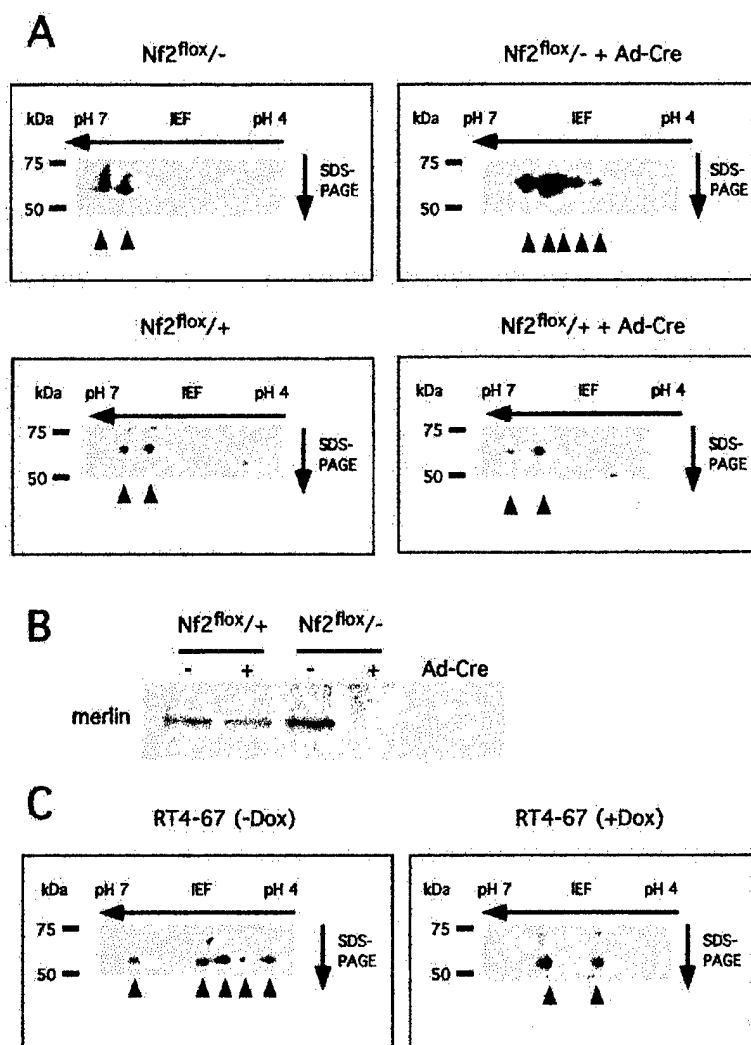 A
Nf2flox/-
Nf2flox/- + Ad-Cre
kDa pH 7 IEF pH 4
75
50
SDS-
PAGE
kDa pH 7 IEF pH 4
75
50
SDS-
PAGE
Nf2flox/+
Nf2flox/+ + Ad-Cre
kDa pH 7 IEF pH 4
75
50
SDS-
PAGE
kDa pH 7 IEF pH 4
75
50
SDS-
PAGE
B
Nf2flox/+ Nf2flox/-
- + - + Ad-Cre
merlin
C
RT4-67 (-Dox)
RT4-67 (+Dox)
kDa pH 7 IEF pH 4
75
50
SDS-
PAGE
kDa pH 7 IEF pH 4
75
50
SDS-
PAGE